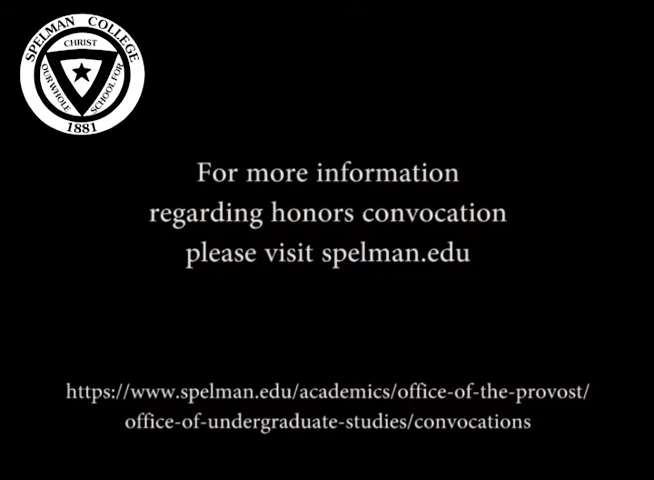 SPELMAN COLLEGE
CHRIST
OUR WHOLE
SCHOOL FOR
1881
For more information
regarding honors convocation
please visit spelman.edu
https://www.spelman.edu/academics/office-of-the-provost/
office-of-undergraduate-studies/convocations